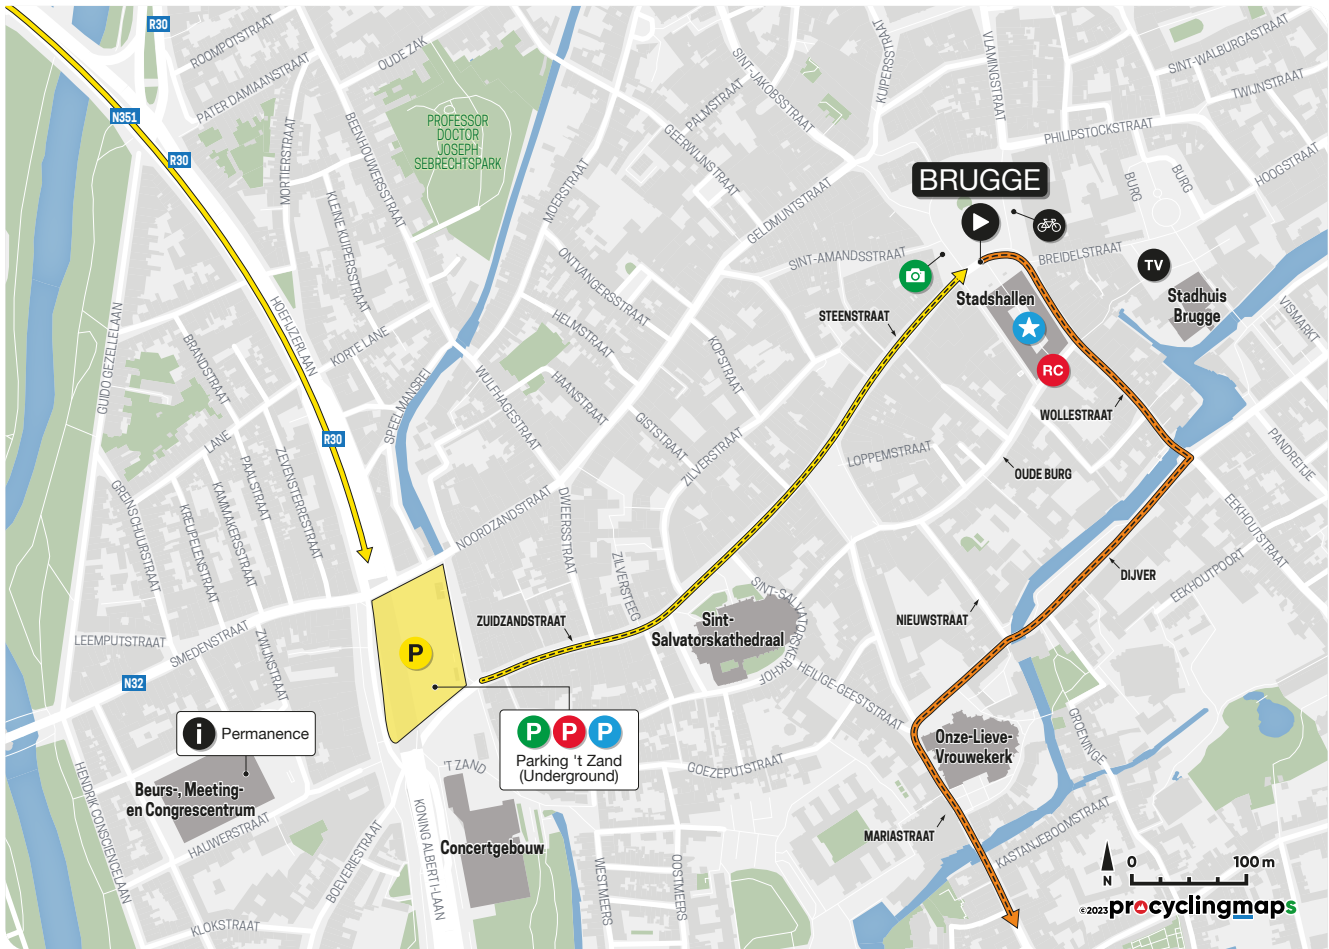 R30
ROOMPOTSTRAAT
OUDE ZAK
PATER DAMIAANSTRAAT
N351
R30
MORTIERSTRAAT
BEENHOUWERSSTRAAT
KLEINE KUIPERSSTRAAT
PROFESSOR
DOCTOR
JOSEPH
SEBRECHTSPARK
MOERSTRAAT
SINT-JAKOBSSTRAAT
PALMSTRAAT
GEERWIJNSTRAAT
GELDMUNTSTRAAT
KUIPERSSTRAAT
VLAMINGSTRAAT
SINT-WALBURGASTRAAT
TWIJNSTRAAT
PHILIPSTOCKSTRAAT
HOOGSTRAAT
BURG
BURG
BRUGGE
SINT-AMANDSSTRAAT
BREIDELSTRAAT
TV
Stadhuis
Brugge
VISMARKT
Stadshallen
RC
STEENSTRAAT
WOLLESTRAAT
OUDE BURG
LOPPEMSTRAAT
PANDREITJE
EEKHOUTSTRAAT
EEKHOUTPOORT
DIJVER
NIEUWSTRAAT
ONTVANGERSSTRAAT
HELMSTRAAT
HAANSTRAAT
KOPSTRAAT
GISTSTRAAT
ZILVERSTRAAT
WULFHAGESTRAAT
SPEELMANSREI
HOEFIJZERLAAN
KORTE LANE
GUIDO GEZELLELAAN
BRANDSTRAAT
LANE
R30
ZEVENSTERRESTRAAT
PAALSTRAAT
KAMMAKERSSTRAAT
KREUPELENSTRAAT
GREINSCHUURSTRAAT
NOORDZANDSTRAAT
DWEERSSTRAAT
ZILVERSTEEG
ZUIDZANDSTRAAT
Sint-
Salvatorskathedraal
SINT-SALVATORSKERKHOF
HEILIGE-GEESTSTRAAT
LEEMPUTSTRAAT
SMEDENSTRAAT
ZWIJNSTRAAT
N32
P
i Permanence
P P P
Parking 't Zand
(Underground)
Beurs-, Meeting-
en Congrescentrum
HENDRIK CONSCIENCELAAN
HAUWERSTRAAT
BOEVERIESTRAAT
KLOKSTRAAT
KONING ALBERT I-LAAN
'T ZAND
Concertgebouw
WESTMEERS
OOSTMEERS
GOEZEPUTSTRAAT
Onze-Lieve-
Vrouwekerk
GROENINGE
MARIASTRAAT
KASTANJEBOOMSTRAAT
N
0 100 m
©2023 procyclingmaps